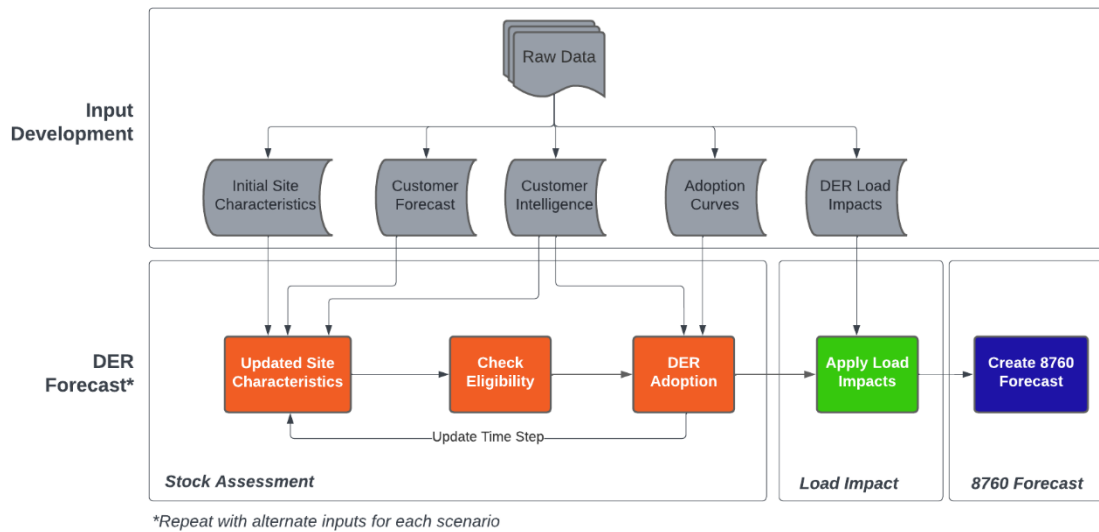 Raw Data
Input
Development
Initial Site
Characteristics
Customer
Forecast
Customer
Intelligence
Adoption
Curves
DER Load
Impacts
DER
Forecast*
Updated Site
Characteristics
Check
Eligibility
DER
Adoption
Apply Load
Impacts
Create 8760
Forecast
Update Time Step
Stock Assessment
Load Impact
8760 Forecast
*Repeat with alternate inputs for each scenario